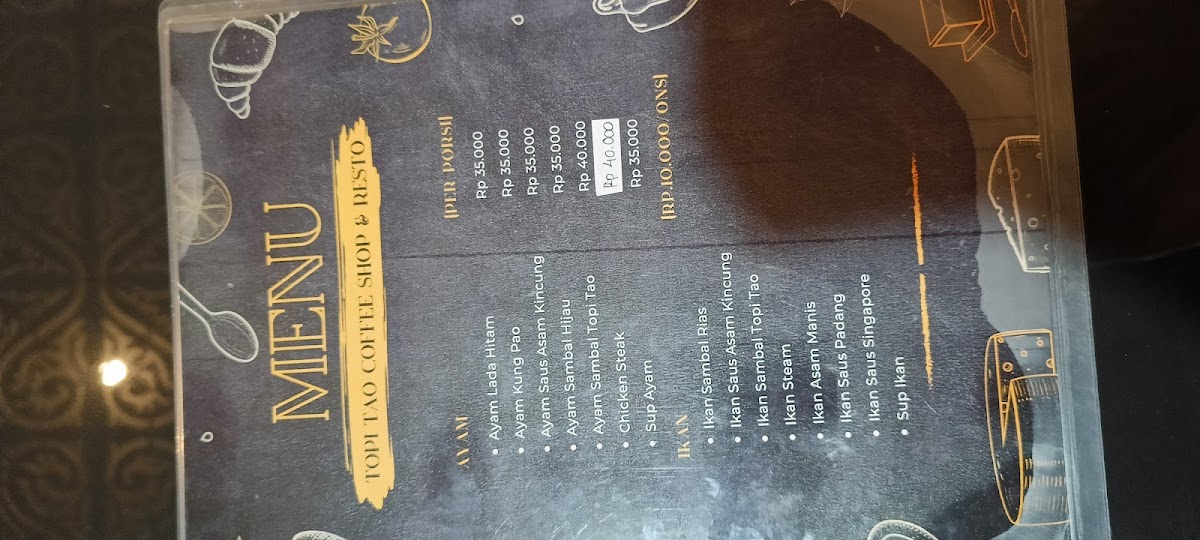 MENU
TOPI TAO COFFEE SHOP & RESTO
AYAM [PER PORSI]
• Ayam Lada Hitam Rp 35.000
• Ayam Kung Pao Rp 35.000
• Ayam Saus Asam Kincung Rp 35.000
• Ayam Sambal Hijau Rp 35.000
• Ayam Sambal Topi Tao Rp 40.000
• Chicken Steak Rp 40.000
• Sup Ayam Rp 35.000
IKAN [RP.10.000/ONS]
• Ikan Sambal Rias
• Ikan Saus Asam Kincung
• Ikan Sambal Topi Tao
• Ikan Steam
• Ikan Asam Manis
• Ikan Saus Padang
• Ikan Saus Singapore
• Sup Ikan